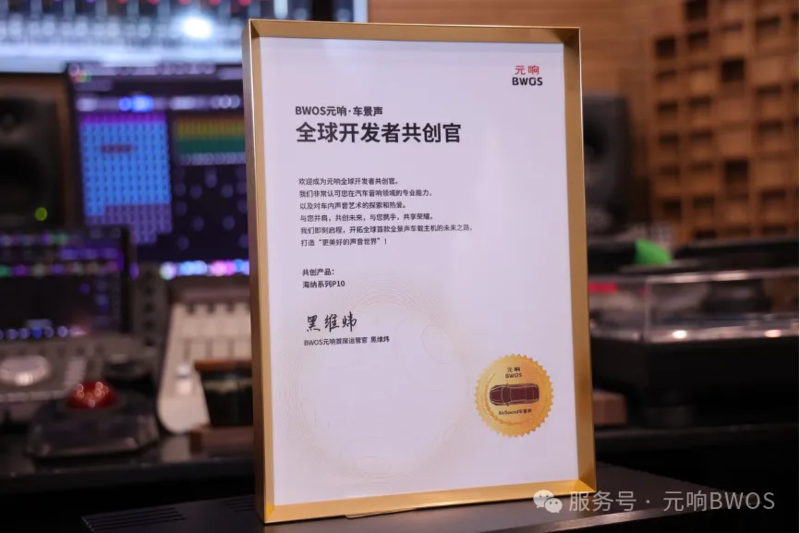 元响
BWOS
BWOS元响·车景声
全球开发者共创官
欢迎成为元响全球开发者共创官。
我们非常认可您在汽车音响领域的专业能力、
以及对车内声音艺术的探索和热爱。
与您并肩，共创未来，与您携手，共享荣耀。
我们即刻启程，开拓全球首款全景声车载主机的未来之路，
打造“更美好的声音世界”！
共创产品：
海纳系列P10
黑维炜
BWOS元响首席运营官 黑维炜
元响
BWOS
服务号·元响BWOS